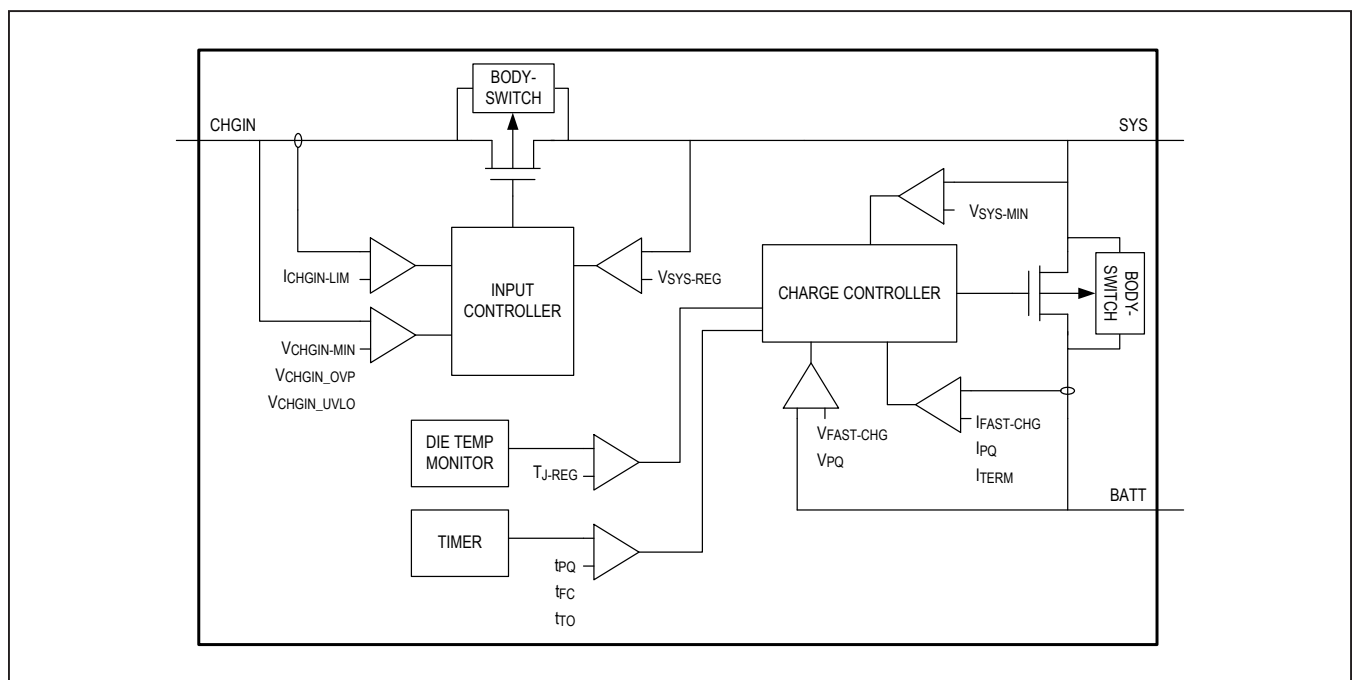 BODY-
SWITCH
CHGIN
SYS
VSYS-MIN
ICHGIN-LIM
INPUT
CONTROLLER
VSYS-REG
CHARGE CONTROLLER
BODY-
SWITCH
VCHGIN-MIN
VCHGIN_OVP
VCHGIN_UVLO
DIE TEMP
MONITOR
TJ-REG
VFAST-CHG
VPQ
IFAST-CHG
IPQ
ITERM
BATT
TIMER
tPQ
tFC
tTO